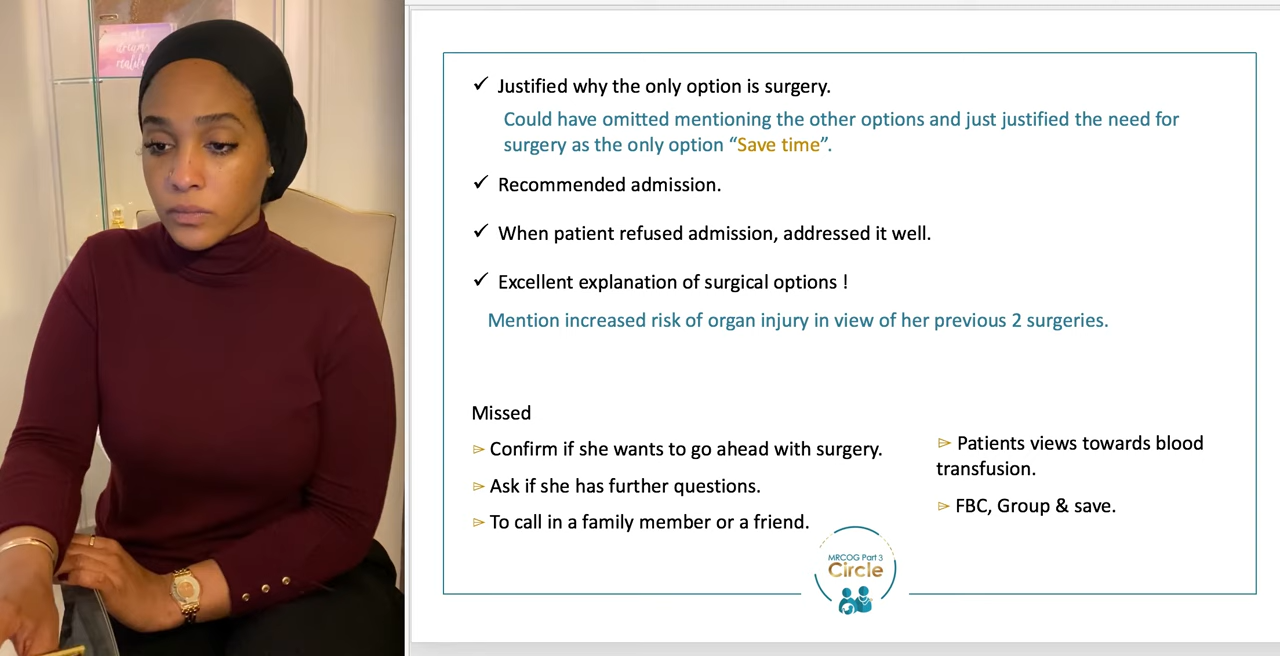 make
dreams
reality
✓ Justified why the only option is surgery.
Could have omitted mentioning the other options and just justified the need for
surgery as the only option “Save time”.
✓ Recommended admission.
✓ When patient refused admission, addressed it well.
✓ Excellent explanation of surgical options !
Mention increased risk of organ injury in view of her previous 2 surgeries.
Missed
Confirm if she wants to go ahead with surgery.
Ask if she has further questions.
To call in a family member or a friend.
Patients views towards blood
transfusion.
FBC, Group & save.
MRCOG Part 3
Circle